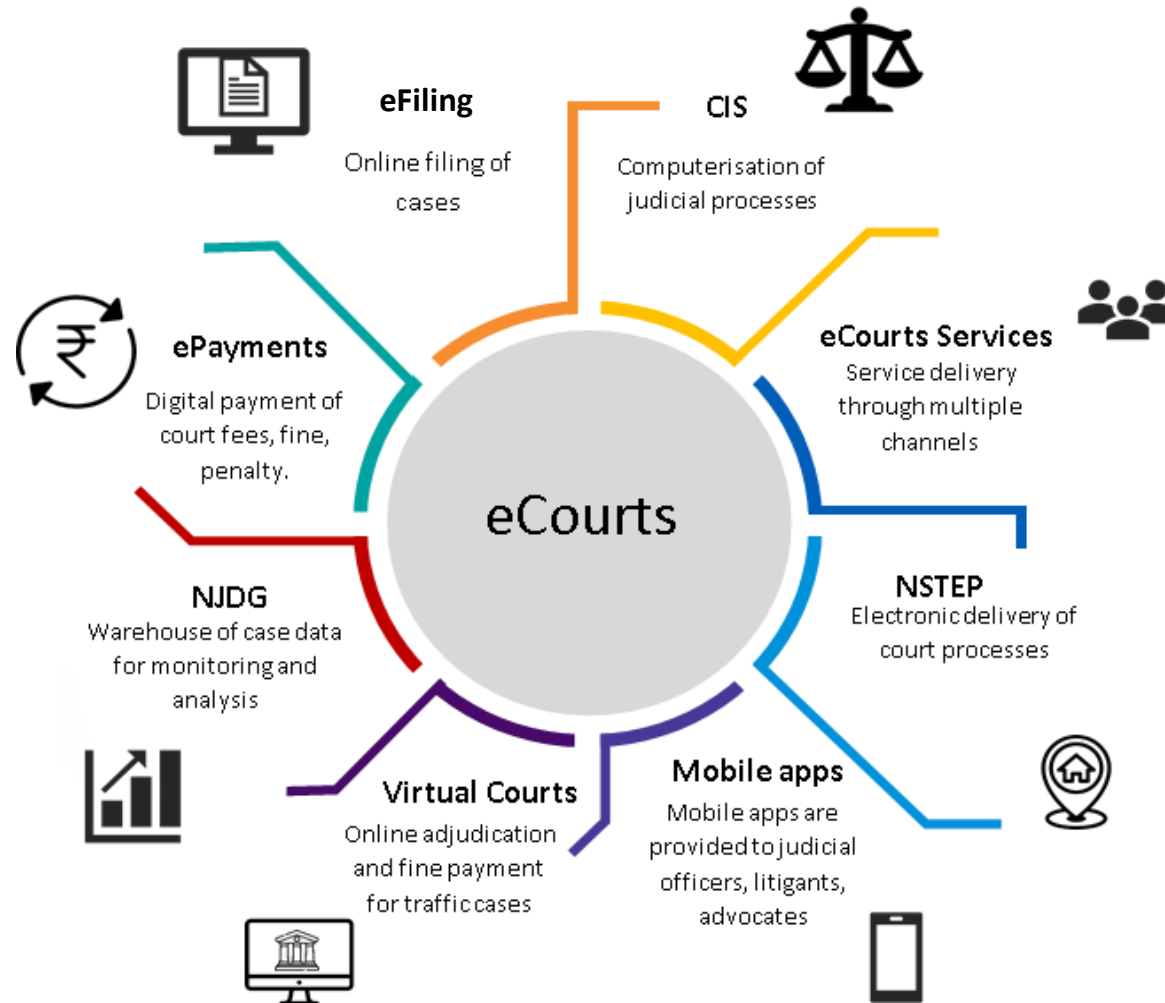 eFiling
Online filing of
cases
CIS
Computerisation of
judicial processes
eCourts Services
Service delivery
through multiple
channels
NSTEP
Electronic delivery of
court processes
Mobile apps
Mobile apps are
provided to judicial
officers, litigants,
advocates
Virtual Courts
Online adjudication
and fine payment
for traffic cases
NJDG
Warehouse of case data
for monitoring and
analysis
ePayments
Digital payment of
court fees, fine,
penalty.
₹
eCourts